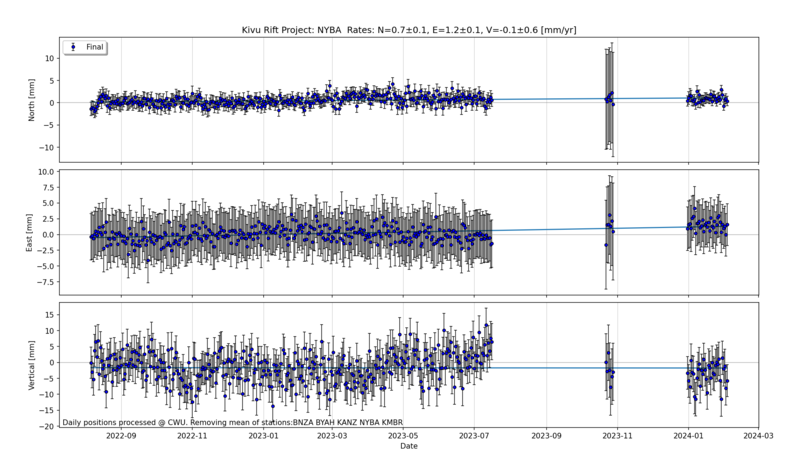 Kivu Rift Project: NYBA  Rates: N=0.7±0.1, E=1.2±0.1, V=-0.1±0.6 [mm/yr]
Final
North [mm]
10
5
0
−5
−10
East [mm]
10.0
7.5
5.0
2.5
0.0
−2.5
−5.0
−7.5
Vertical [mm]
15
10
5
0
−5
−10
−15
−20
Daily positions processed @ CWU. Removing mean of stations:BNZA BYAH KANZ NYBA KMBR
2022-09 2022-11 2023-01 2023-03 2023-05 2023-07 2023-09 2023-11 2024-01 2024-03
Date